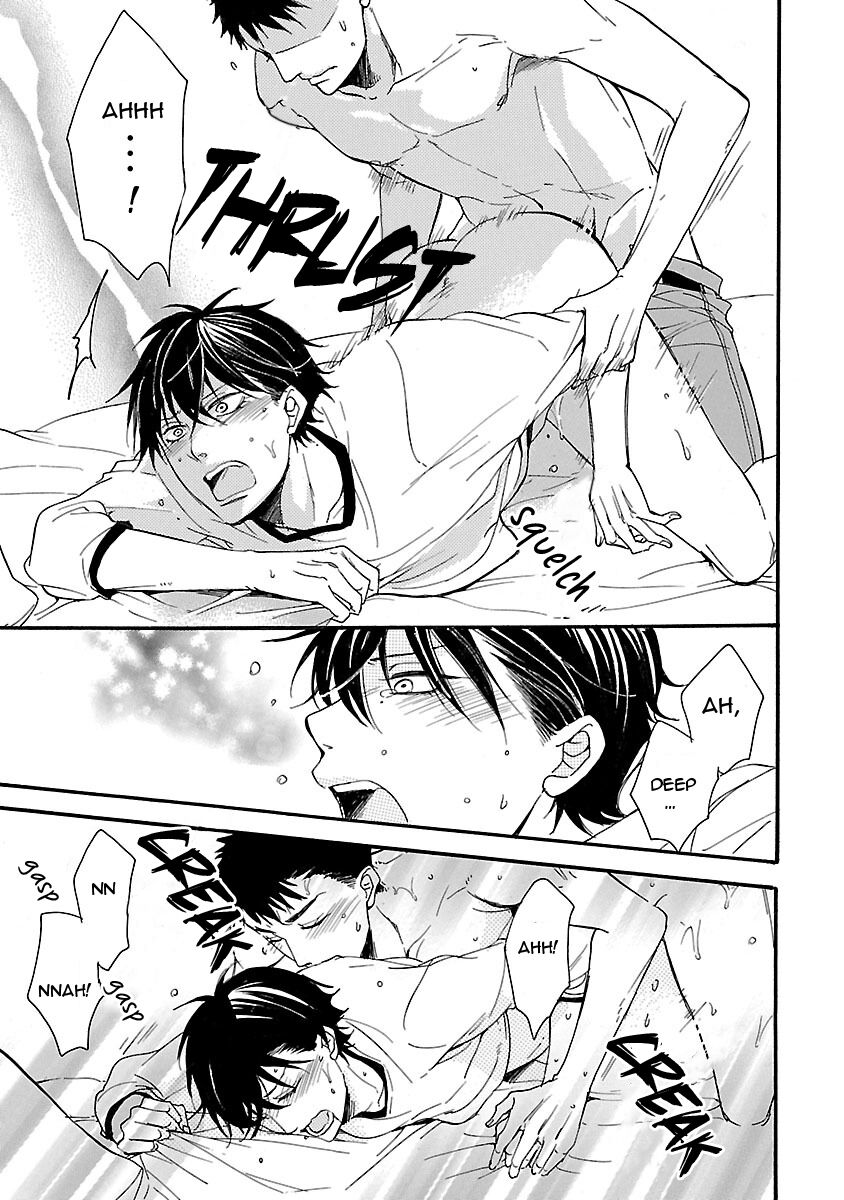 AHHH
...!
THRUST
squelch
AH,
DEEP
...
CREAK
AHH!
NN
gasp
NNAH!
gasp
CREAK